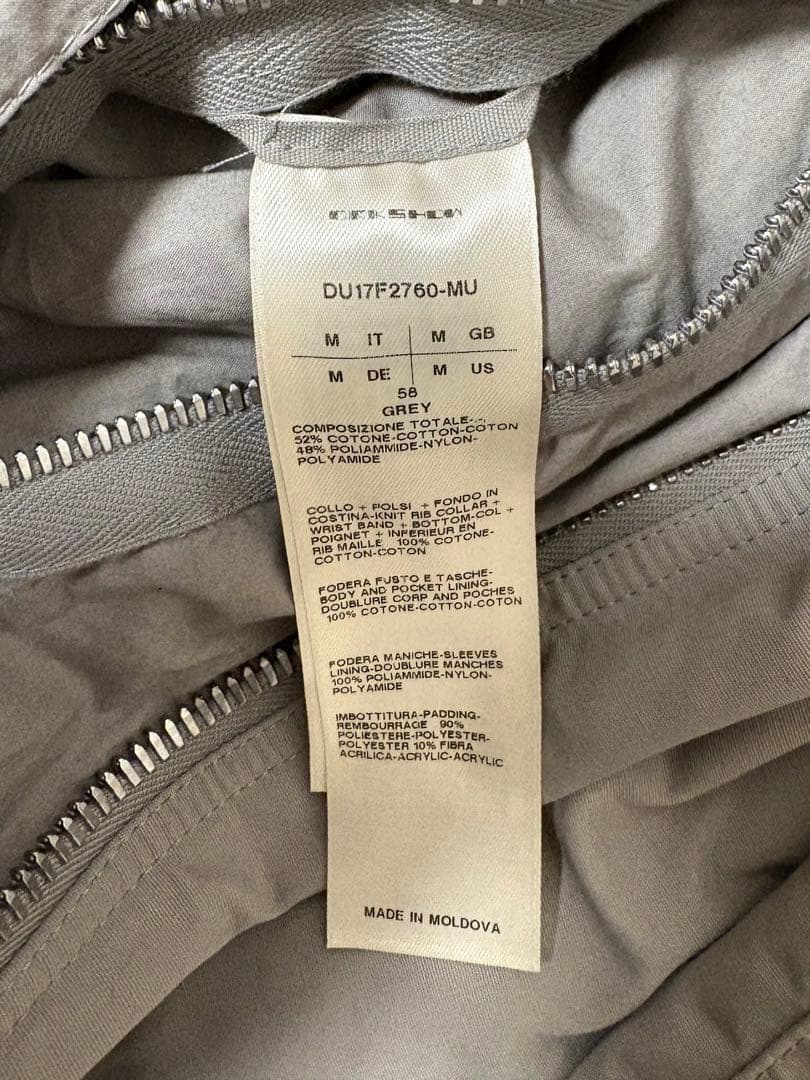 DRKSHDW
DU17F2760-MU
M IT M GB
M DE M US
58
GREY
COMPOSIZIONE TOTALE-.-
52% COTONE-COTTON-COTTON
48% POLIAMMIDE-NYLON-
POLYAMIDE
COLLO + POLSI + FONDO IN
COSTINA-KNIT RIB COLLAR +
WRIST BAND + BOTTOM-COL +
POIGNET + INFERIEUR EN
RIB MAILLE 100% COTONE-
COTTON-COTON
FODERA FUSTO E TASCHE-
BODY AND POCKET LINING-
DOUBLURE CORP AND POCHES
100% COTONE-COTTON-COTON
FODERA MANICHE-SLEEVES
LINING-DOUBLURE MANCHES
100% POLIAMMIDE-NYLON-
POLYAMIDE
IMBOTTITURA-PADDING-
REMBOURRAGE 90%
POLIESTERE-POLYESTER-
POLYESTER 10% FIBRA
ACRILICA-ACRYLIC-ACRYLIC
MADE IN MOLDOVA